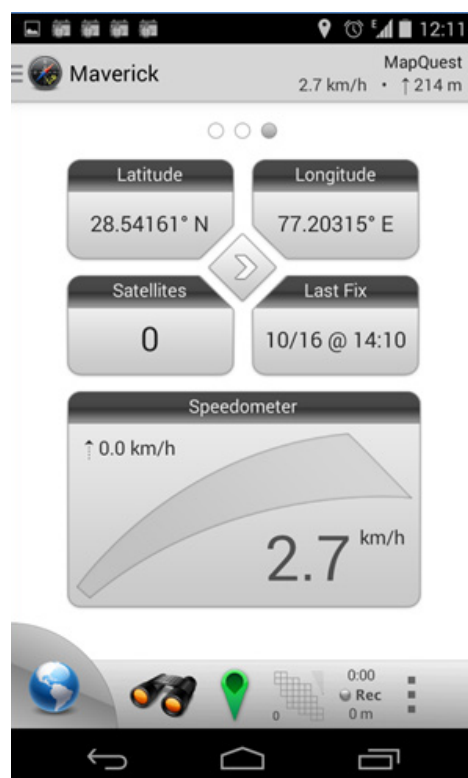 E 12:11
Maverick
MapQuest
2.7 km/h • ↑ 214 m
Latitude
Longitude
28.54161° N
77.20315° E
Satellites
Last Fix
0
10/16 @ 14:10
Speedometer
↑ 0.0 km/h
2.7 km/h
0:00
Rec
0
0 m